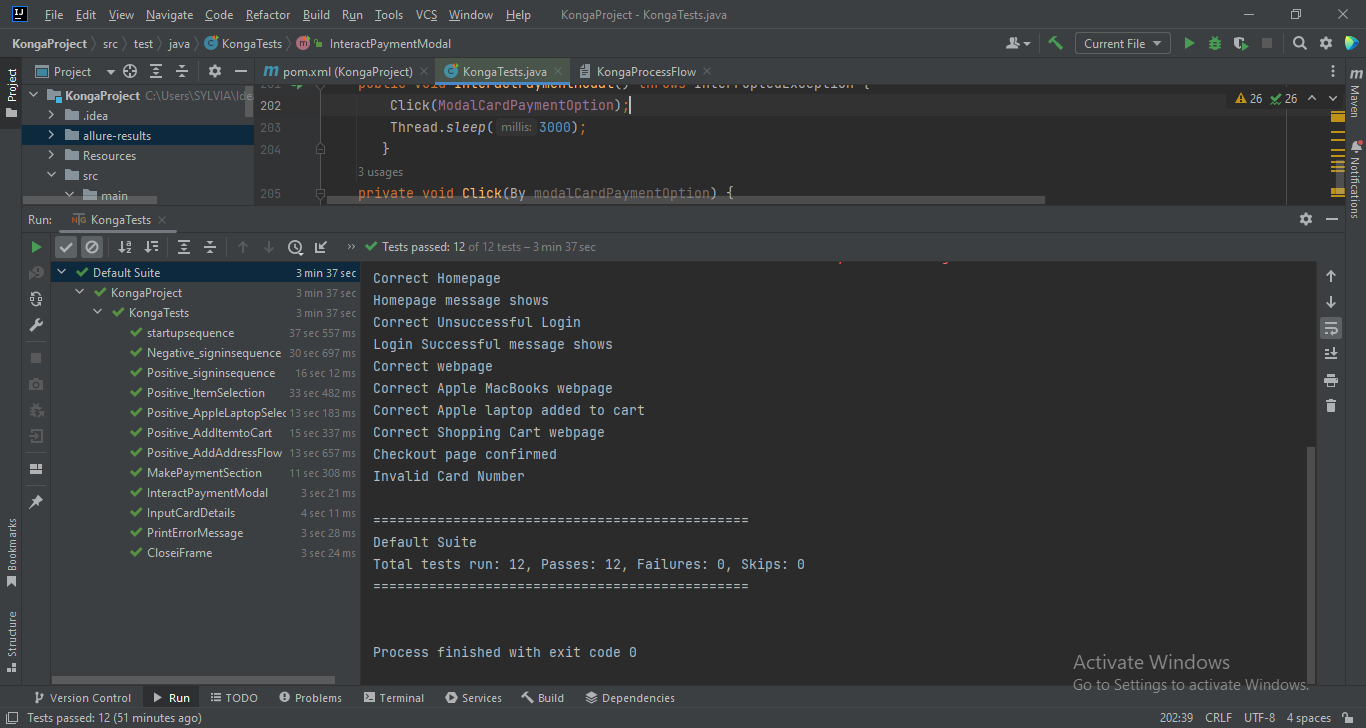 File Edit View Navigate Code Refactor Build Run Tools VCS Window Help KongaProject - KongaTests.java
KongaProject src test java KongaTests InteractPaymentModal Current File
Project pom.xml (KongaProject) KongaTests.java KongaProcessFlow
KongaProject C:\Users\SYLVIA\Ide
.idea
allure-results
Resources
src
main
201 public void InteractPaymentModal() throws InterruptedException {
202 Click(ModalCardPaymentOption);
203 Thread.sleep( millis: 3000);
204 }
3 usages
205 private void Click(By modalCardPaymentOption) {
26 26
Project
Bookmarks
Structure
Maven
Notifications
Run: KongaTests
Tests passed: 12 of 12 tests – 3 min 37 sec
Default Suite 3 min 37 sec
KongaProject 3 min 37 sec
KongaTests 3 min 37 sec
startupsequence 37 sec 557 ms
Negative_signinsequence 30 sec 697 ms
Positive_signinsequence 16 sec 12 ms
Positive_ItemSelection 33 sec 482 ms
Positive_AppleLaptopSelec 13 sec 183 ms
Positive_AddItemtoCart 15 sec 337 ms
Positive_AddAddressFlow 13 sec 657 ms
MakePaymentSection 11 sec 308 ms
InteractPaymentModal 3 sec 21 ms
InputCardDetails 4 sec 11 ms
PrintErrorMessage 3 sec 28 ms
CloseiFrame 3 sec 24 ms
Correct Homepage
Homepage message shows
Correct Unsuccessful Login
Login Successful message shows
Correct webpage
Correct Apple MacBooks webpage
Correct Apple laptop added to cart
Correct Shopping Cart webpage
Checkout page confirmed
Invalid Card Number
===============================================
Default Suite
Total tests run: 12, Passes: 12, Failures: 0, Skips: 0
===============================================
Process finished with exit code 0
Activate Windows
Go to Settings to activate Windows.
Version Control Run TODO Problems Terminal Services Build Dependencies
Tests passed: 12 (51 minutes ago) 202:39 CRLF UTF-8 4 spaces